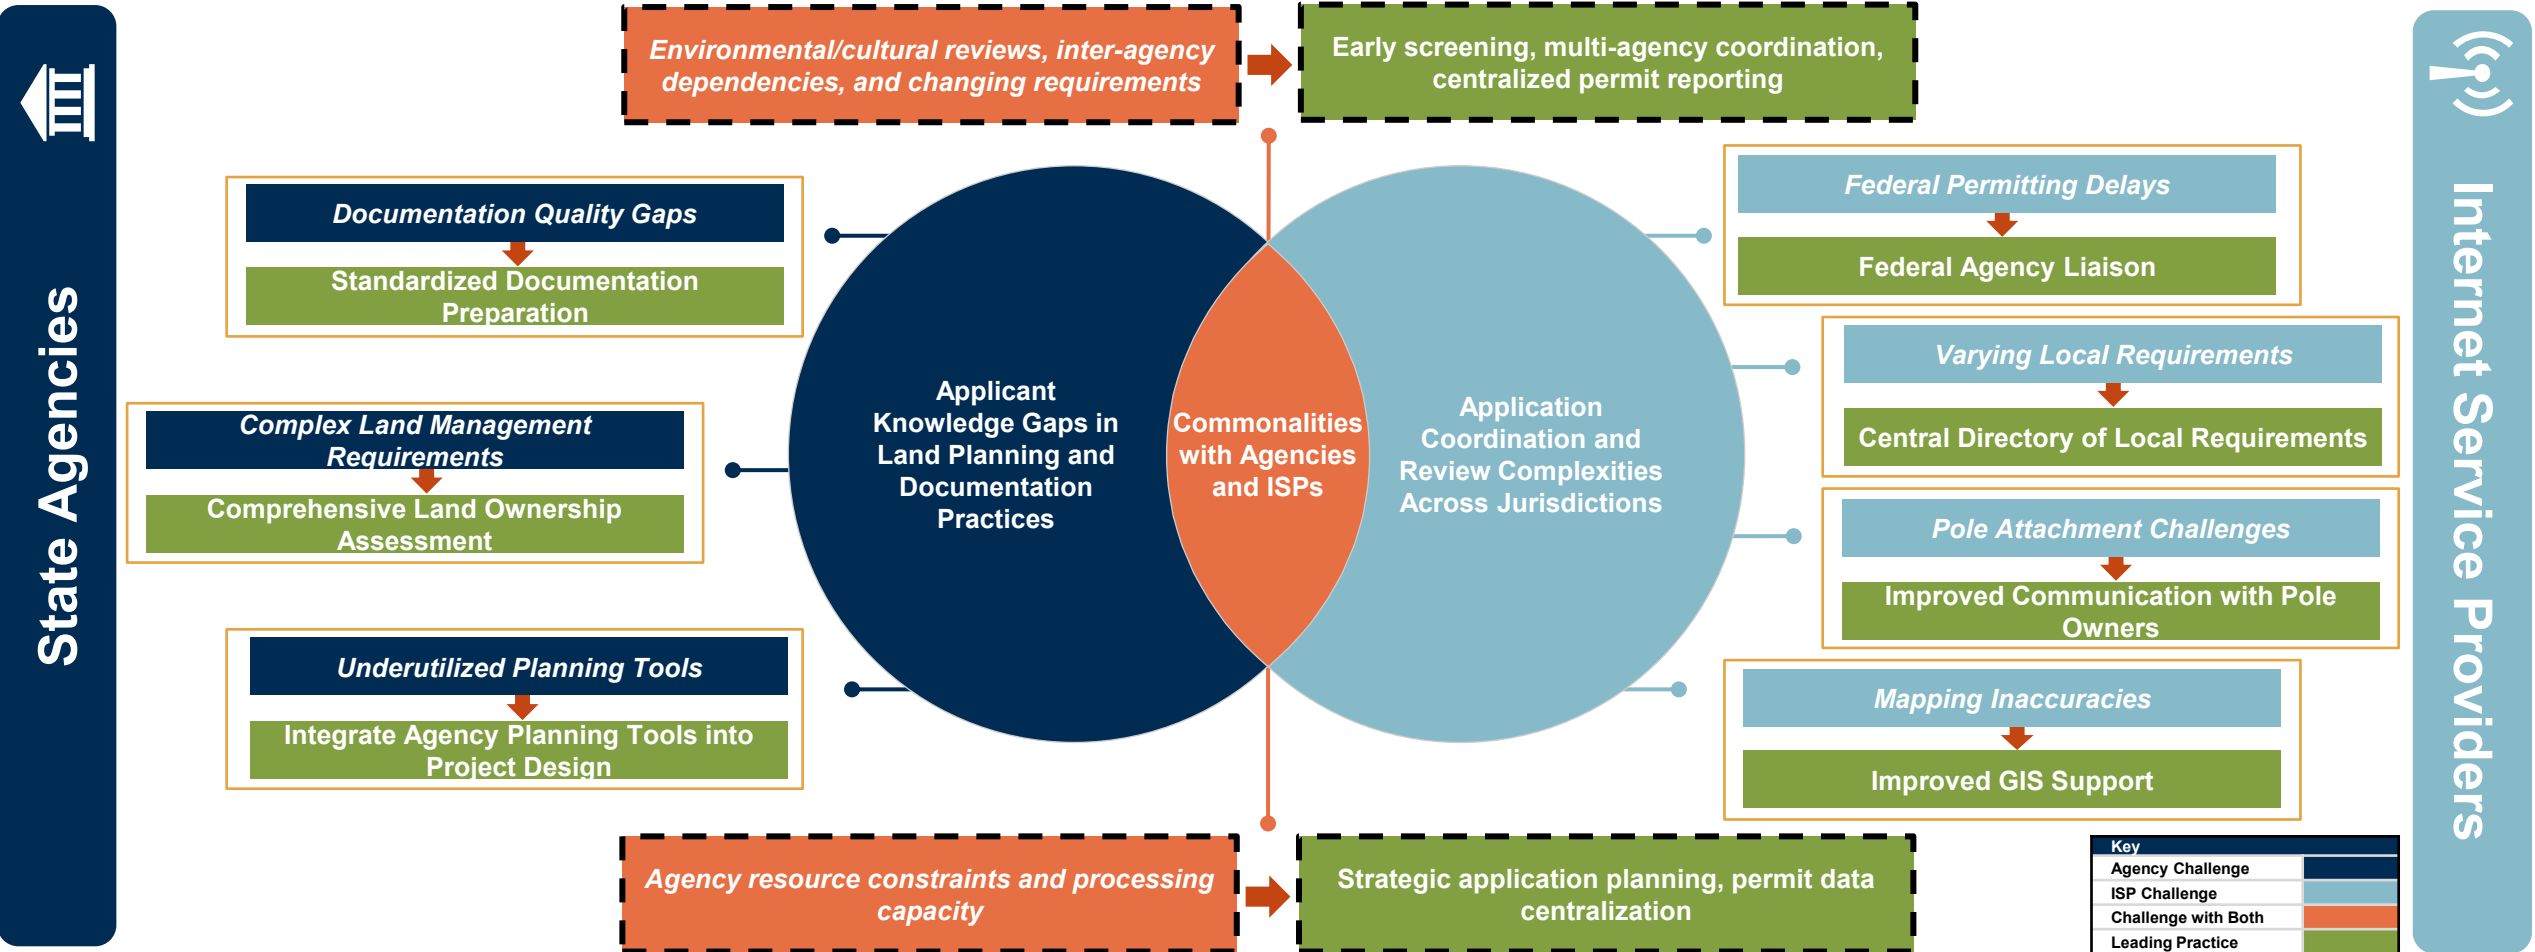 State Agencies
Environmental/cultural reviews, inter-agency
dependencies, and changing requirements
Early screening, multi-agency coordination,
centralized permit reporting
Documentation Quality Gaps
Standardized Documentation
Preparation
Complex Land Management
Requirements
Comprehensive Land Ownership
Assessment
Underutilized Planning Tools
Integrate Agency Planning Tools into
Project Design
Applicant
Knowledge Gaps in
Land Planning and
Documentation
Practices
Commonalities
with Agencies
and ISPs
Application
Coordination and
Review Complexities
Across Jurisdictions
Federal Permitting Delays
Federal Agency Liaison
Varying Local Requirements
Central Directory of Local Requirements
Pole Attachment Challenges
Improved Communication with Pole
Owners
Mapping Inaccuracies
Improved GIS Support
Agency resource constraints and processing
capacity
Strategic application planning, permit data
centralization
Key
Agency Challenge
ISP Challenge
Challenge with Both
Leading Practice
Internet Service Providers